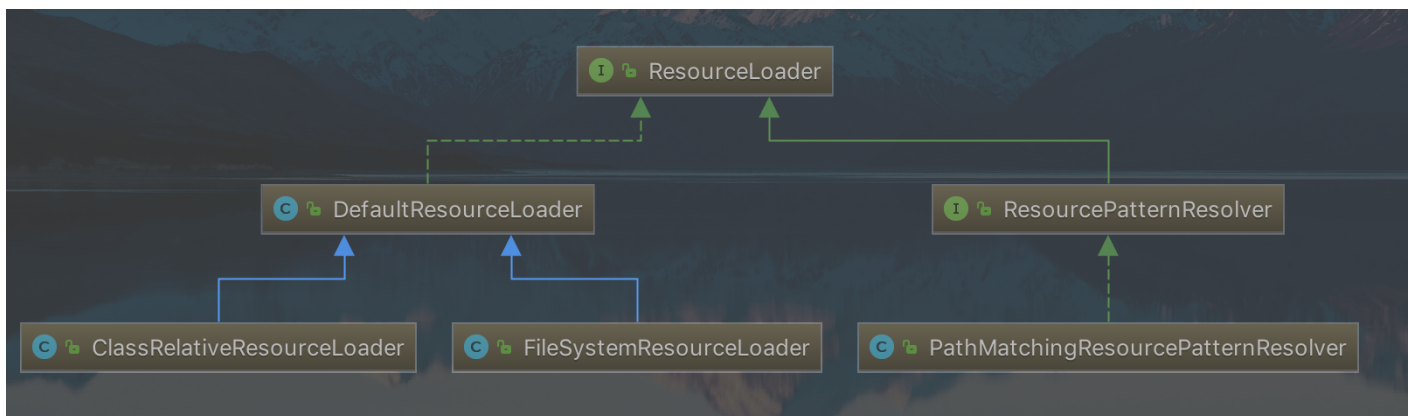 I ResourceLoader
C DefaultResourceLoader
I ResourcePatternResolver
C ClassRelativeResourceLoader
C FileSystemResourceLoader
C PathMatchingResourcePatternResolver